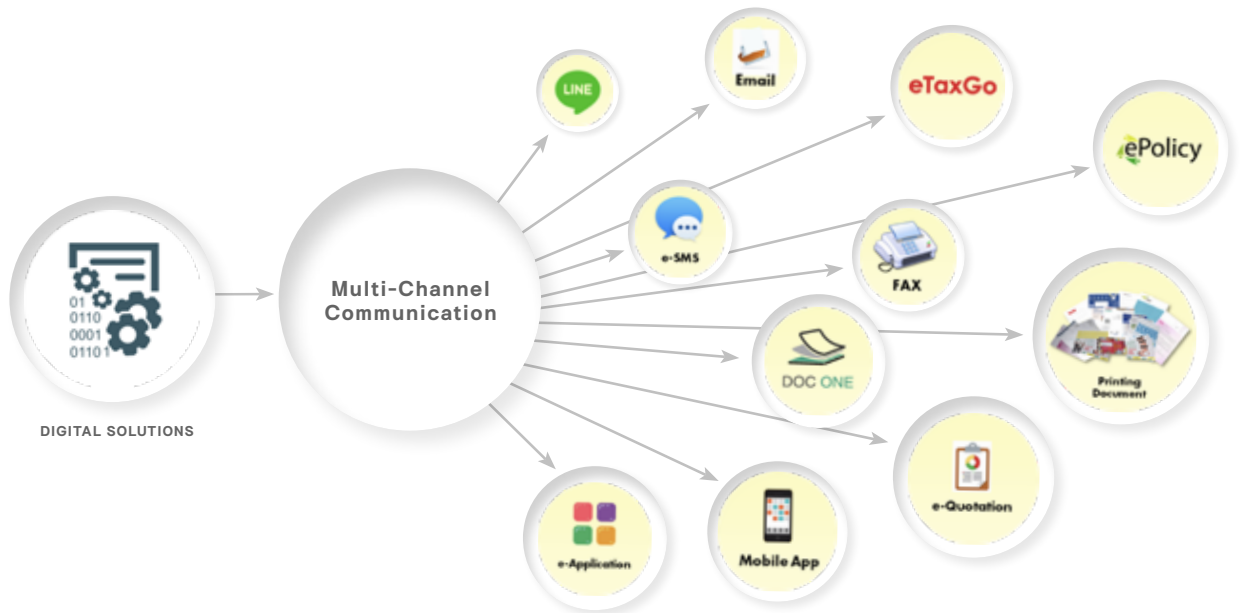 LINE
Email
eTaxGo
ePolicy
e-SMS
FAX
01
0110
0001
01101
Multi-Channel
Communication
DOC ONE
Printing
Document
DIGITAL SOLUTIONS
e-Quotation
e-Application
Mobile App